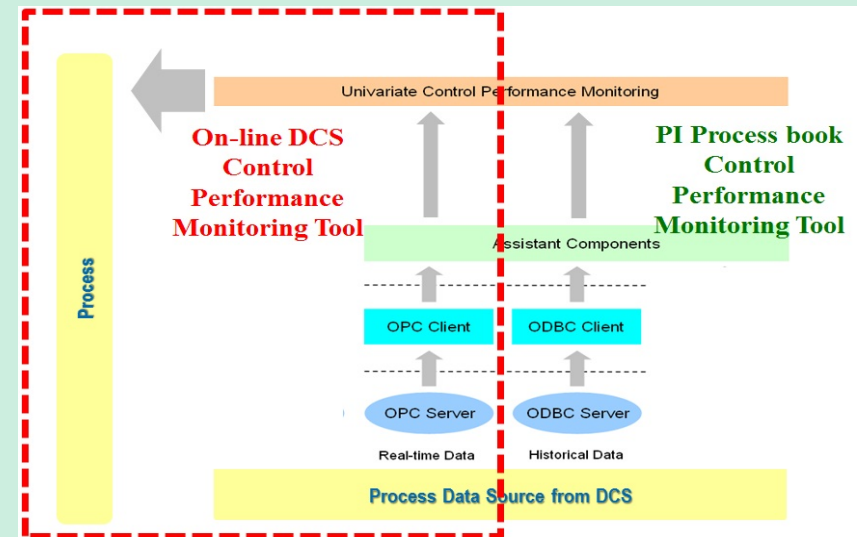 Univariate Control Performance Monitoring
On-line DCS
Control
Performance
Monitoring Tool
PI Process book
Control
Performance
Monitoring Tool
Assistant Components
Process
OPC Client
ODBC Client
OPC Server
ODBC Server
Real-time Data
Historical Data
Process Data Source from DCS